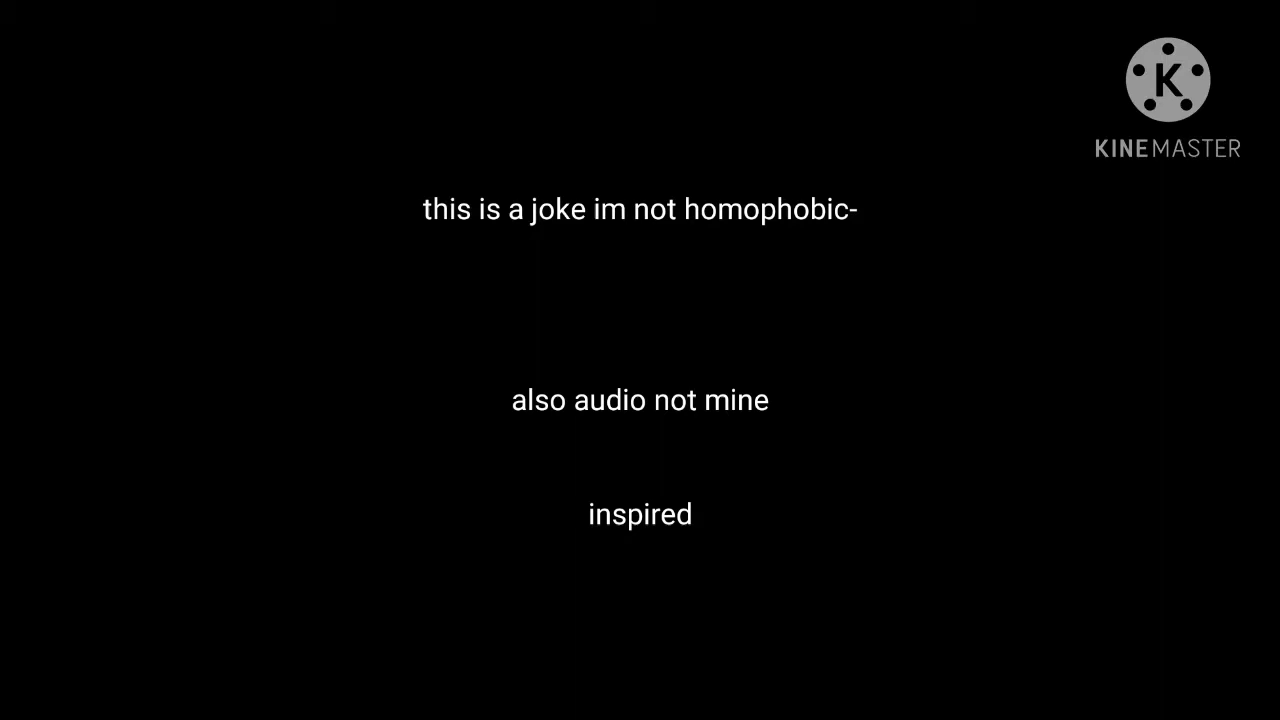 K
KINEMASTER
this is a joke im not homophobic-
also audio not mine
inspired